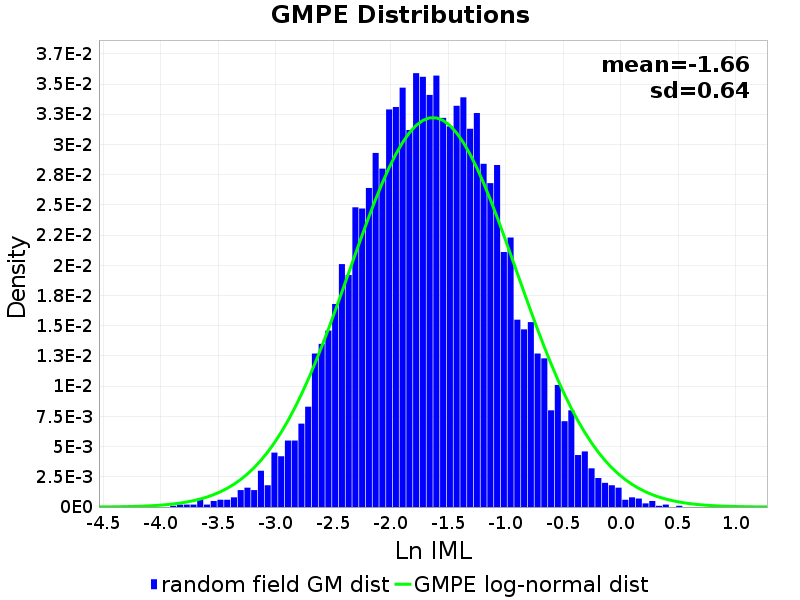 GMPE Distributions
mean=-1.66
sd=0.64
Density
3.7E-2
3.5E-2
3.3E-2
3E-2
2.8E-2
2.5E-2
2.2E-2
2E-2
1.8E-2
1.5E-2
1.3E-2
1E-2
7.5E-3
5E-3
2.5E-3
0E0
-4.5 -4.0 -3.5 -3.0 -2.5 -2.0 -1.5 -1.0 -0.5 0.0 0.5 1.0
Ln IML
random field GM dist GMPE log-normal dist